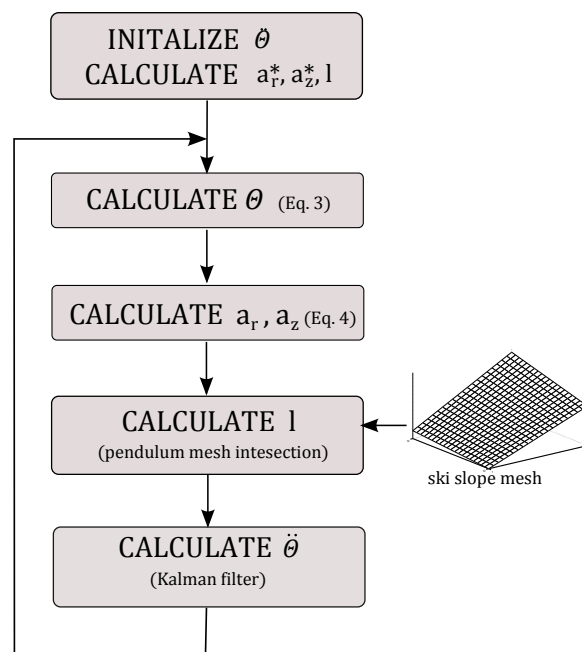 INITALIZE Θ̈
CALCULATE a*r, a*z, l
CALCULATE Θ (Eq. 3)
CALCULATE ar , az (Eq. 4)
CALCULATE l
(pendulum mesh intesection)
ski slope mesh
CALCULATE Θ̈
(Kalman filter)